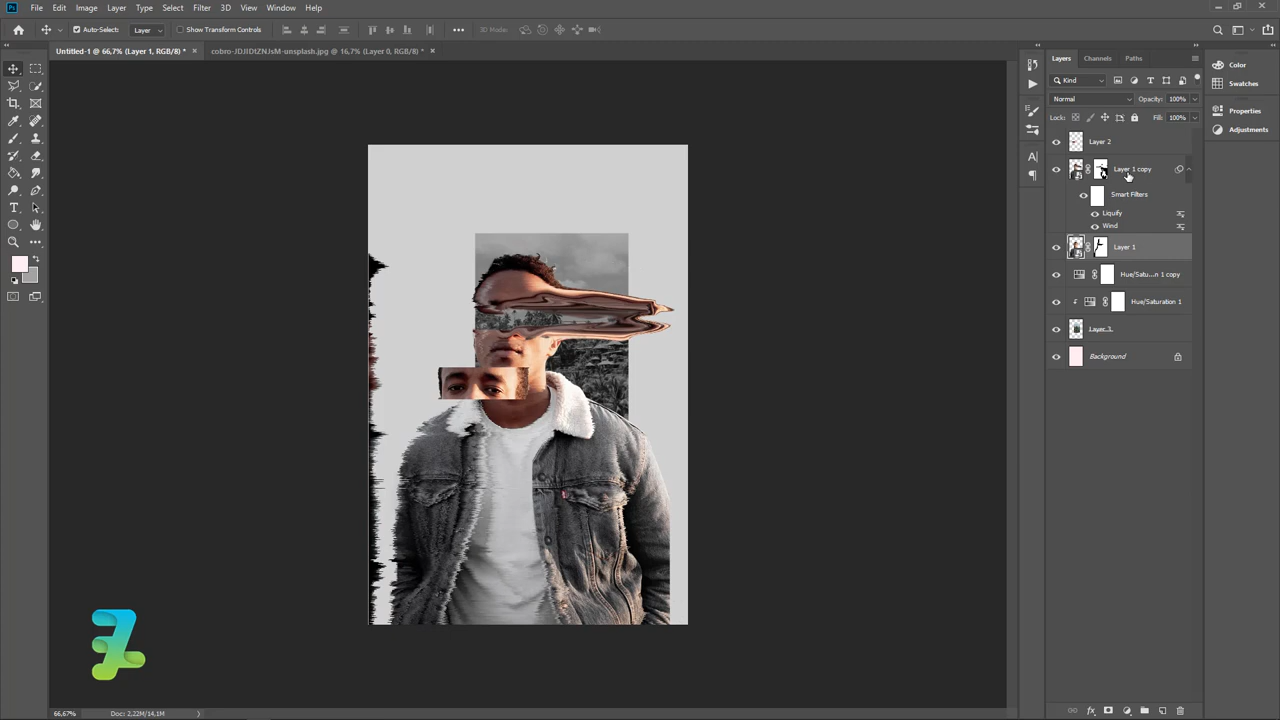 Ps File Edit Image Layer Type Select Filter 3D View Window Help
Auto-Select: Layer Show Transform Controls 3D Mode:
Untitled-1 @ 66,7% (Layer 1, RGB/8) * cobro-JDJIDtZNJsM-unsplash.jpg @ 16,7% (Layer 0, RGB/8) *
Layers Channels Paths
Color
Kind
Swatches
Normal Opacity: 100%
Properties
Lock: Fill: 100%
Adjustments
Layer 2
Layer 1 copy
Smart Filters
Liquify
Wind
Layer 1
Hue/Satu...n 1 copy
Hue/Saturation 1
Layer 3
Background
66,67% Doc: 2,22M/14,1M